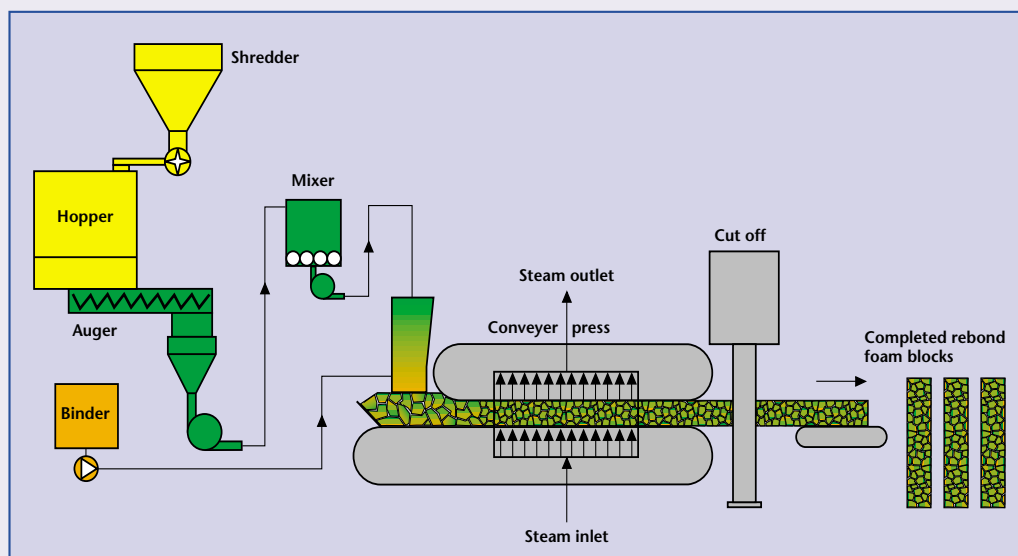 Shredder
Hopper
Mixer
Auger
Binder
Steam outlet
Conveyer press
Cut off
Completed rebond
foam blocks
Steam inlet